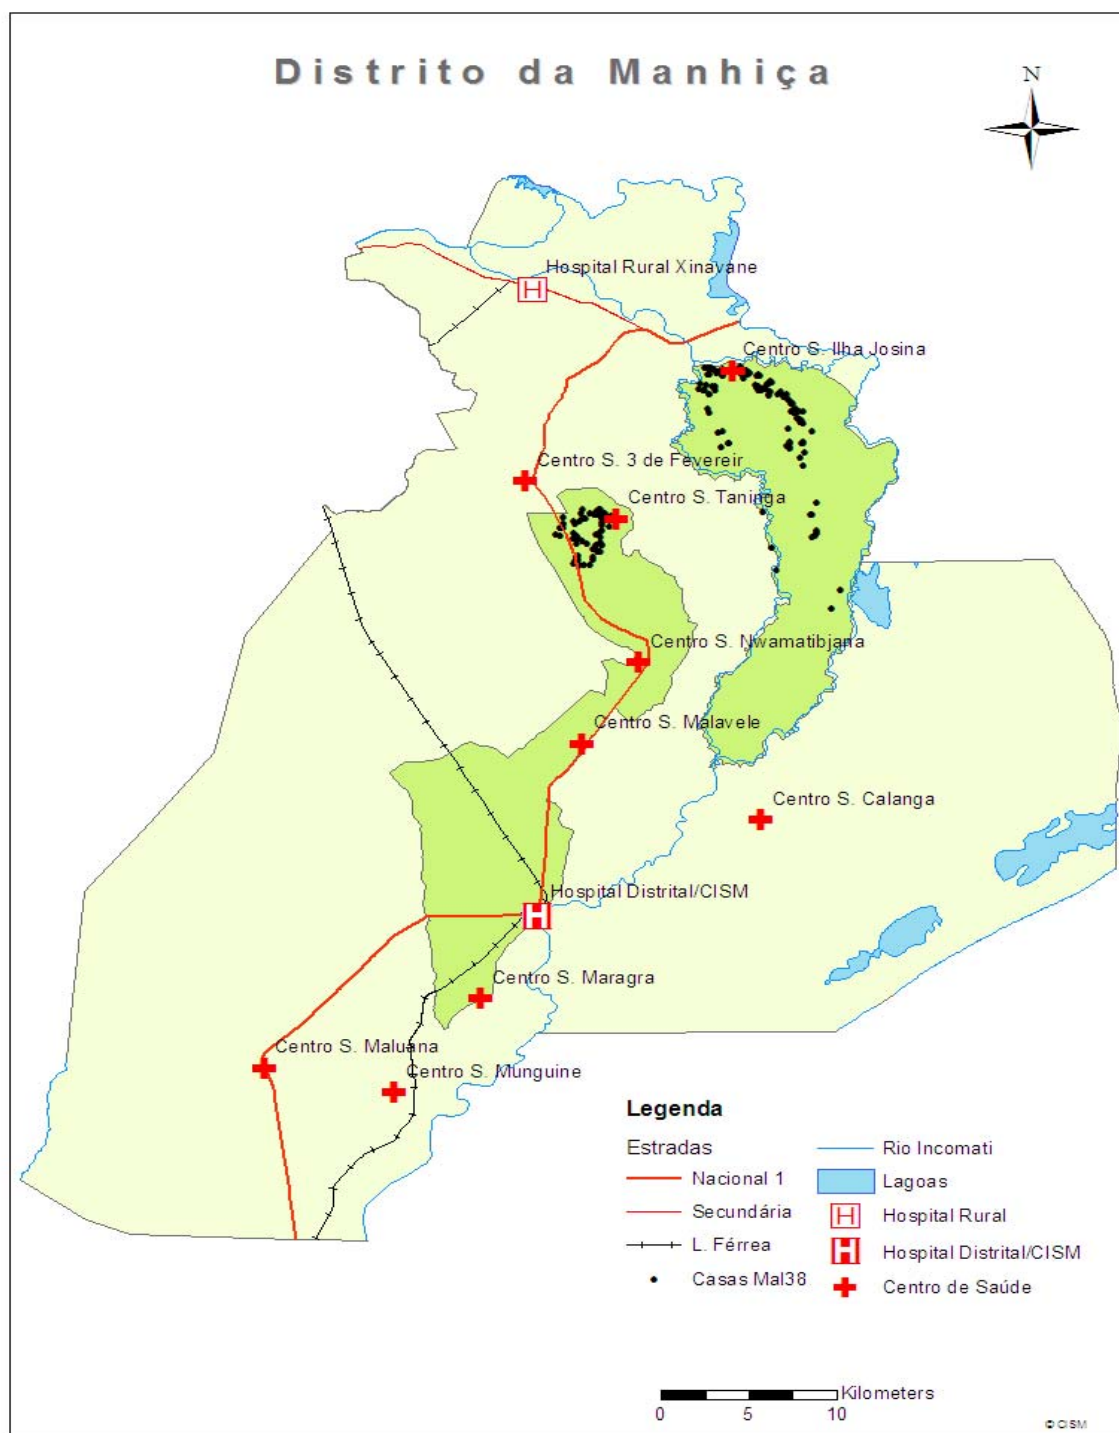 Distrito da Manhiça
N
Hospital Rural Xinavane
Centro S. Ilha Josina
Centro S. 3 de Fevereir
Centro S. Taninga
Centro S. Nwamatibjana
Centro S. Malavele
Centro S. Calanga
Hospital Distrital/CISM
Centro S. Maragra
Centro S. Maluana
Centro S. Munguine
Legenda
Estradas
Nacional 1
Secundária
L. Férrea
Casas Mal38
Rio Incomati
Lagoas
Hospital Rural
Hospital Distrital/CISM
Centro de Saúde
Kilometers
0 5 10
© CISM